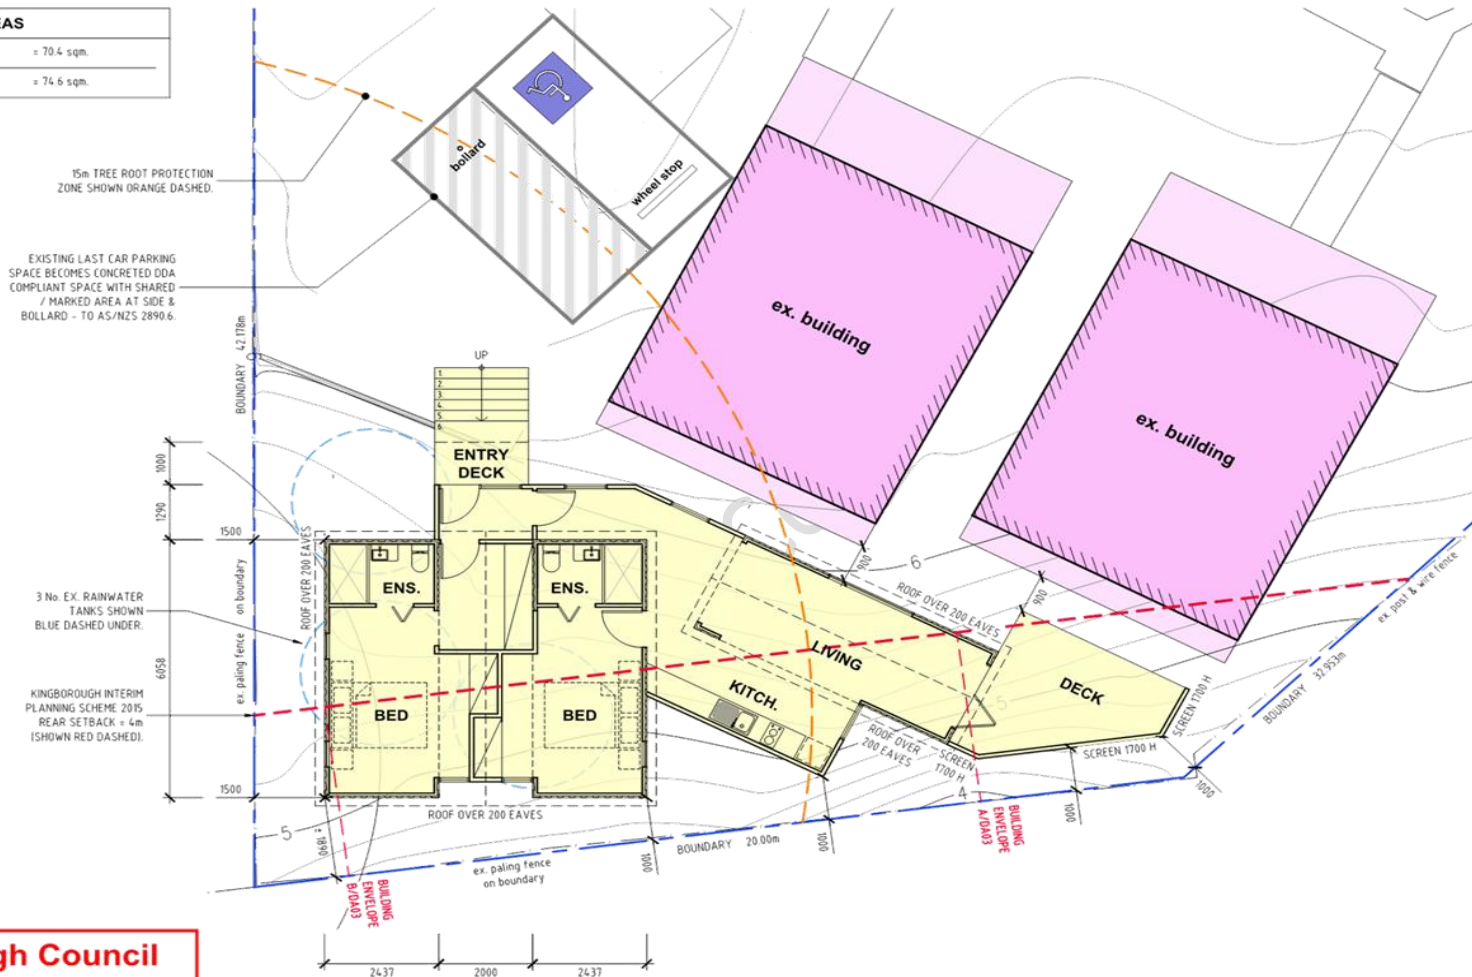 EAS
= 70.4 sqm.
= 74.6 sqm.
15m TREE ROOT PROTECTION
ZONE SHOWN ORANGE DASHED.
EXISTING LAST CAR PARKING
SPACE BECOMES CONCRETED DDA
COMPLIANT SPACE WITH SHARED
/ MARKED AREA AT SIDE &
BOLLARD - TO AS/NZS 2890.6.
bollard
wheel stop
ex. building
ex. building
BOUNDARY 42.178m
UP
1.
2.
3.
4.
5.
6.
ENTRY
DECK
1000
1290
1500
6058
1500
ROOF OVER 200 EAVES
ex. paling fence on boundary
3 No. EX. RAINWATER
TANKS SHOWN
BLUE DASHED UNDER.
KINGBOROUGH INTERIM
PLANNING SCHEME 2015
REAR SETBACK = 4m
(SHOWN RED DASHED).
ENS.
ENS.
BED
BED
LIVING
KITCH.
DECK
900
900
6
5
ROOF OVER 200 EAVES
ROOF OVER
200 EAVES
SCREEN
1700 H
SCREEN 1700 H
SCREEN 1700 H
ex. post & wire fence
BOUNDARY 32.953m
1000
1000
4
BUILDING
ENVELOPE
A/DA03
ROOF OVER 200 EAVES
5
± 1890
BUILDING
ENVELOPE
B/DA03
ex. paling fence
on boundary
1000
BOUNDARY 20.00m
1000
gh Council
2437
2000
2437